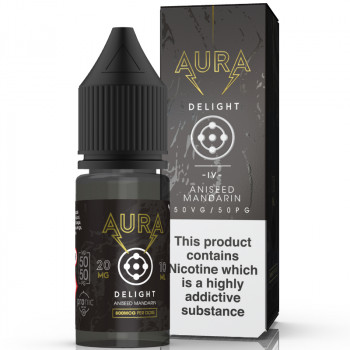 AURA
DELIGHT
-IV-
ANISEED
MANDARIN
50VG/50PG
This product
contains
Nicotine which
is a highly
addictive
substance
AURA
20
MG
10
ML
DELIGHT
ANISEED MANDARIN
50
50